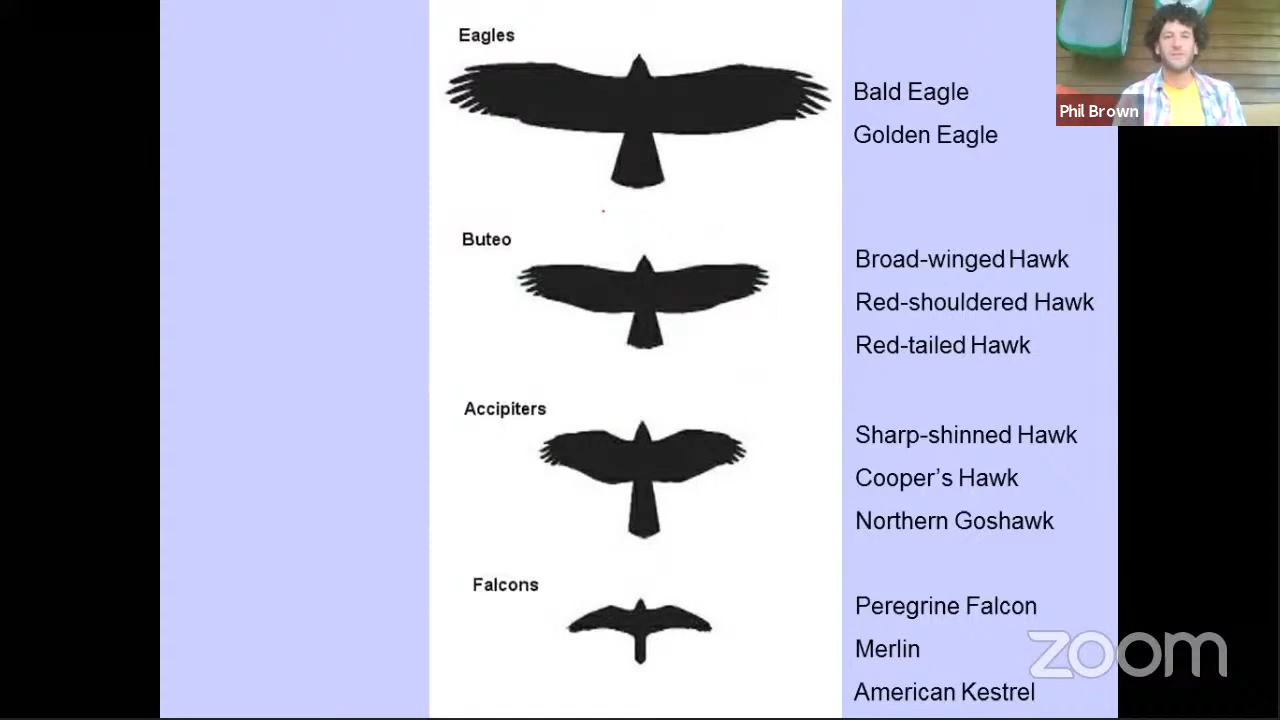 Eagles
Bald Eagle
Golden Eagle
Phil Brown
Buteo
Broad-winged Hawk
Red-shouldered Hawk
Red-tailed Hawk
Accipiters
Sharp-shinned Hawk
Cooper’s Hawk
Northern Goshawk
Falcons
Peregrine Falcon
Merlin
American Kestrel
zoom